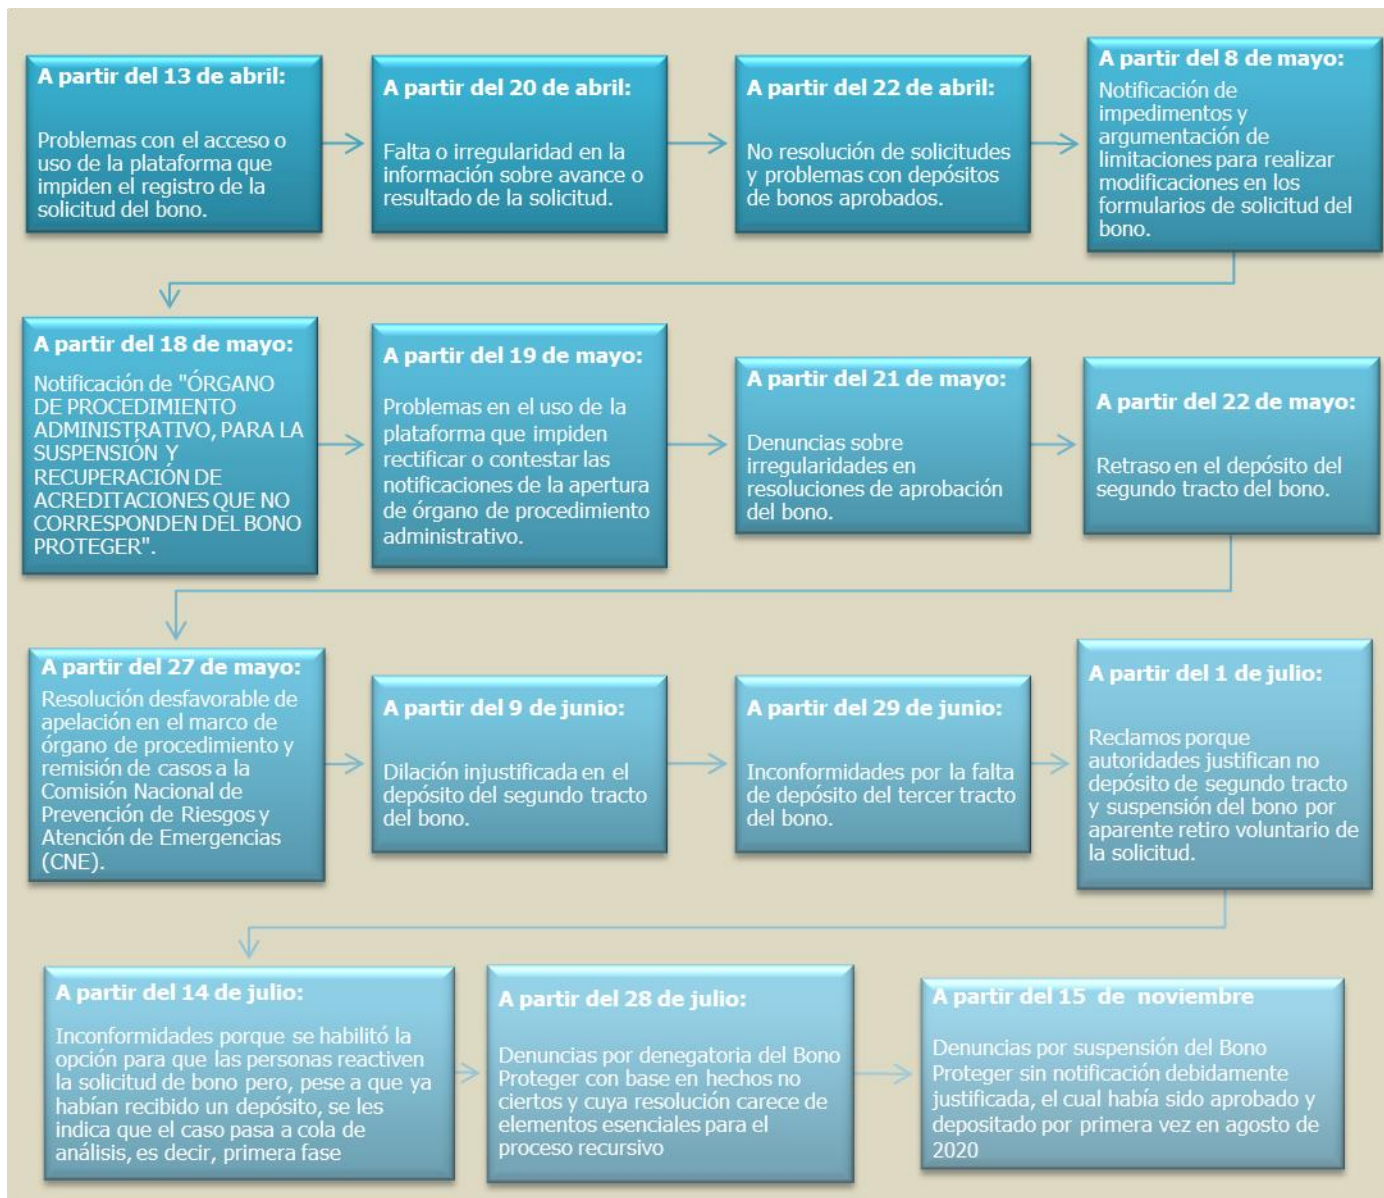 A partir del 13 de abril:
Problemas con el acceso o
uso de la plataforma que
impiden el registro de la
solicitud del bono.
A partir del 20 de abril:
Falta o irregularidad en la
información sobre avance o
resultado de la solicitud.
A partir del 22 de abril:
No resolución de solicitudes
y problemas con depósitos
de bonos aprobados.
A partir del 8 de mayo:
Notificación de
impedimentos y
argumentación de
limitaciones para realizar
modificaciones en los
formularios de solicitud del
bono.
A partir del 18 de mayo:
Notificación de "ÓRGANO
DE PROCEDIMIENTO
ADMINISTRATIVO, PARA LA
SUSPENSIÓN Y
RECUPERACIÓN DE
ACREDITACIONES QUE NO
CORRESPONDEN DEL BONO
PROTEGER".
A partir del 19 de mayo:
Problemas en el uso de la
plataforma que impiden
rectificar o contestar las
notificaciones de la apertura
de órgano de procedimiento
administrativo.
A partir del 21 de mayo:
Denuncias sobre
irregularidades en
resoluciones de aprobación
del bono.
A partir del 22 de mayo:
Retraso en el depósito del
segundo tracto del bono.
A partir del 27 de mayo:
Resolución desfavorable de
apelación en el marco de
órgano de procedimiento y
remisión de casos a la
Comisión Nacional de
Prevención de Riesgos y
Atención de Emergencias
(CNE).
A partir del 9 de junio:
Dilación injustificada en el
depósito del segundo tracto
del bono.
A partir del 29 de junio:
Inconformidades por la falta
de depósito del tercer tracto
del bono.
A partir del 1 de julio:
Reclamos porque
autoridades justifican no
depósito de segundo tracto
y suspensión del bono por
aparente retiro voluntario de
la solicitud.
A partir del 14 de julio:
Inconformidades porque se habilitó la
opción para que las personas reactiven
la solicitud de bono pero, pese a que ya
habían recibido un depósito, se les
indica que el caso pasa a cola de
análisis, es decir, primera fase
A partir del 28 de julio:
Denuncias por denegatoria del Bono
Proteger con base en hechos no
ciertos y cuya resolución carece de
elementos esenciales para el
proceso recursivo
A partir del 15 de noviembre
Denuncias por suspensión del Bono
Proteger sin notificación debidamente
justificada, el cual había sido aprobado y
depositado por primera vez en agosto de
2020